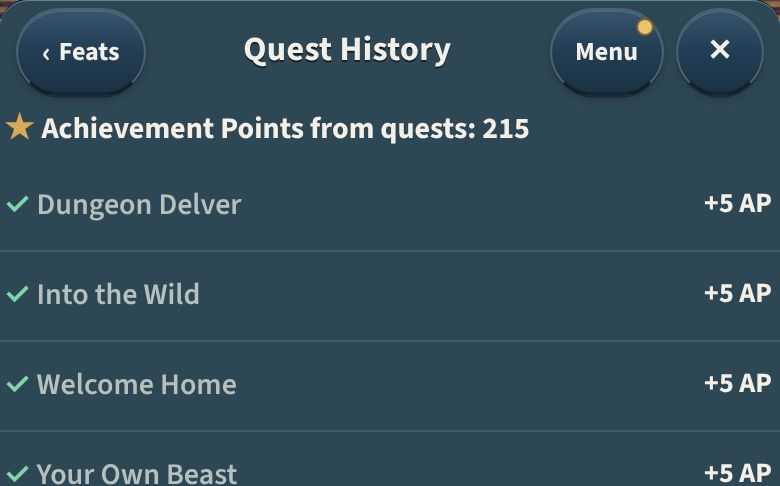 ‹ Feats
Quest History
Menu
×
★ Achievement Points from quests: 215
✓ Dungeon Delver +5 AP
✓ Into the Wild +5 AP
✓ Welcome Home +5 AP
✓ Your Own Beast +5 AP